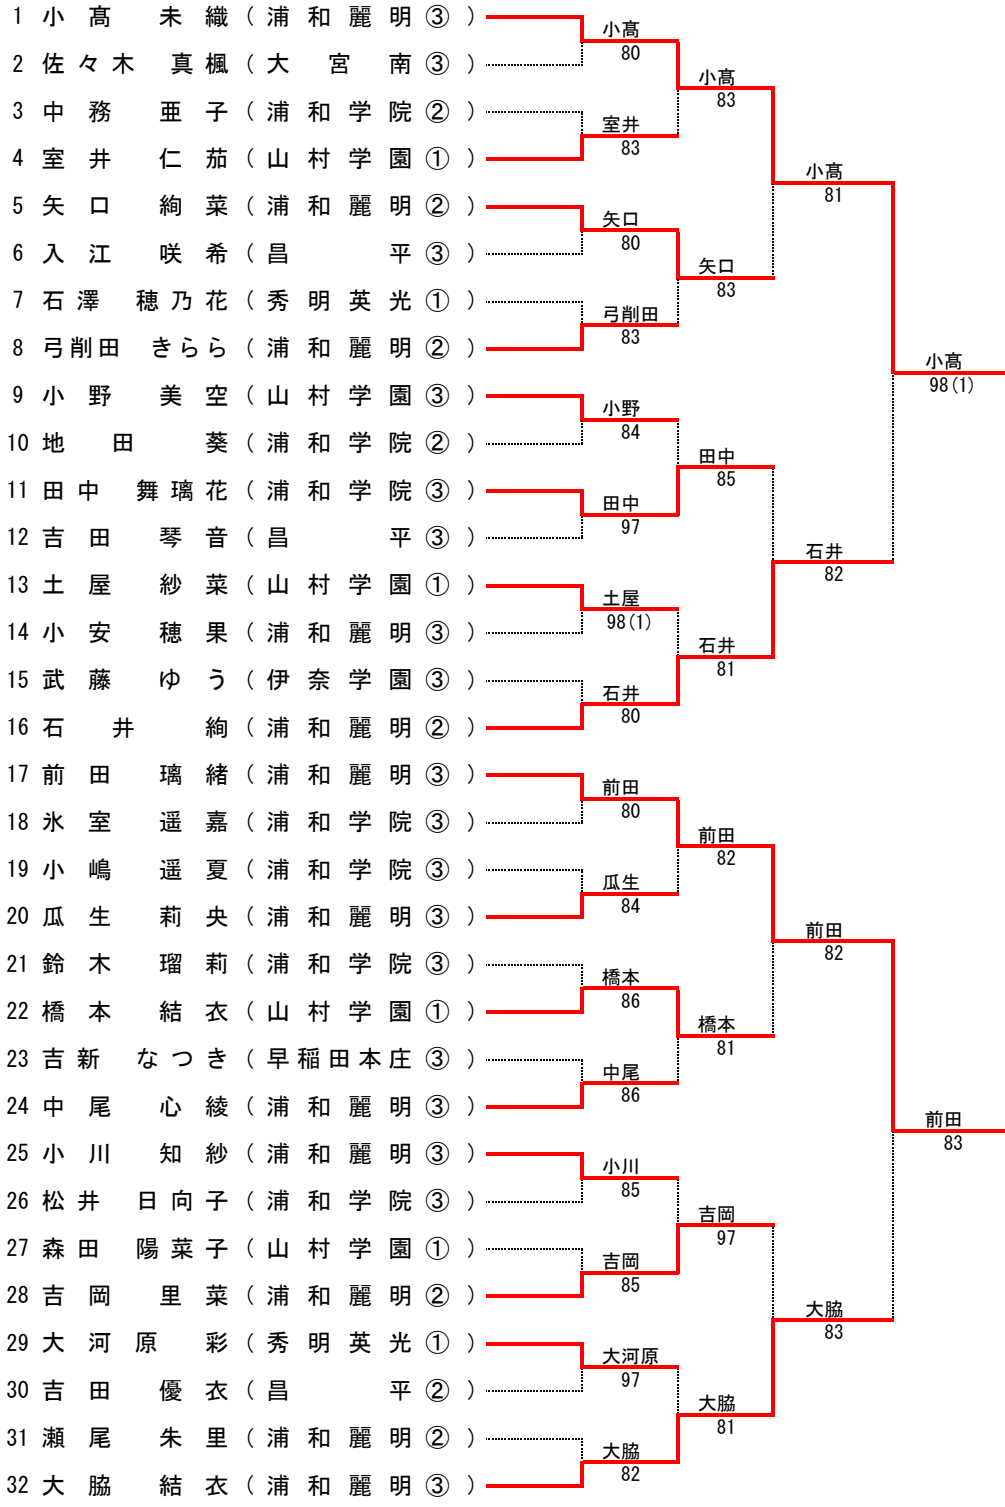 1 小髙 未織 (浦和麗明③)
2 佐々木 真楓 (大宮南③)
3 中務 亜子 (浦和学院②)
4 室井 仁茄 (山村学園①)
5 矢口 絢菜 (浦和麗明②)
6 入江 咲希 (昌平③)
7 石澤 穂乃花 (秀明英光①)
8 弓削田 きらら (浦和麗明②)
9 小野 美空 (山村学園③)
10 地田 葵 (浦和学院②)
11 田中 舞璃花 (浦和学院③)
12 吉田 琴音 (昌平③)
13 土屋 紗菜 (山村学園①)
14 小安 穂果 (浦和麗明③)
15 武藤 ゆう (伊奈学園③)
16 石井 絢 (浦和麗明②)
17 前田 璃緒 (浦和麗明③)
18 氷室 遥嘉 (浦和学院③)
19 小嶋 遥夏 (浦和学院③)
20 瓜生 莉央 (浦和麗明③)
21 鈴木 瑠莉 (浦和学院③)
22 橋本 結衣 (山村学園①)
23 吉新 なつき (早稲田本庄③)
24 中尾 心綾 (浦和麗明③)
25 小川 知紗 (浦和麗明③)
26 松井 日向子 (浦和学院③)
27 森田 陽菜子 (山村学園①)
28 吉岡 里菜 (浦和麗明②)
29 大河原 彩 (秀明英光①)
30 吉田 優衣 (昌平②)
31 瀬尾 朱里 (浦和麗明②)
32 大脇 結衣 (浦和麗明③)
小髙
80
室井
83
矢口
80
弓削田
83
小野
84
田中
97
土屋
98(1)
石井
80
前田
80
瓜生
84
橋本
86
中尾
86
小川
85
吉岡
85
大河原
97
大脇
82
小髙
83
矢口
83
田中
85
石井
81
前田
82
橋本
81
吉岡
97
大脇
81
小髙
81
石井
82
前田
82
大脇
83
小髙
98(1)
前田
83